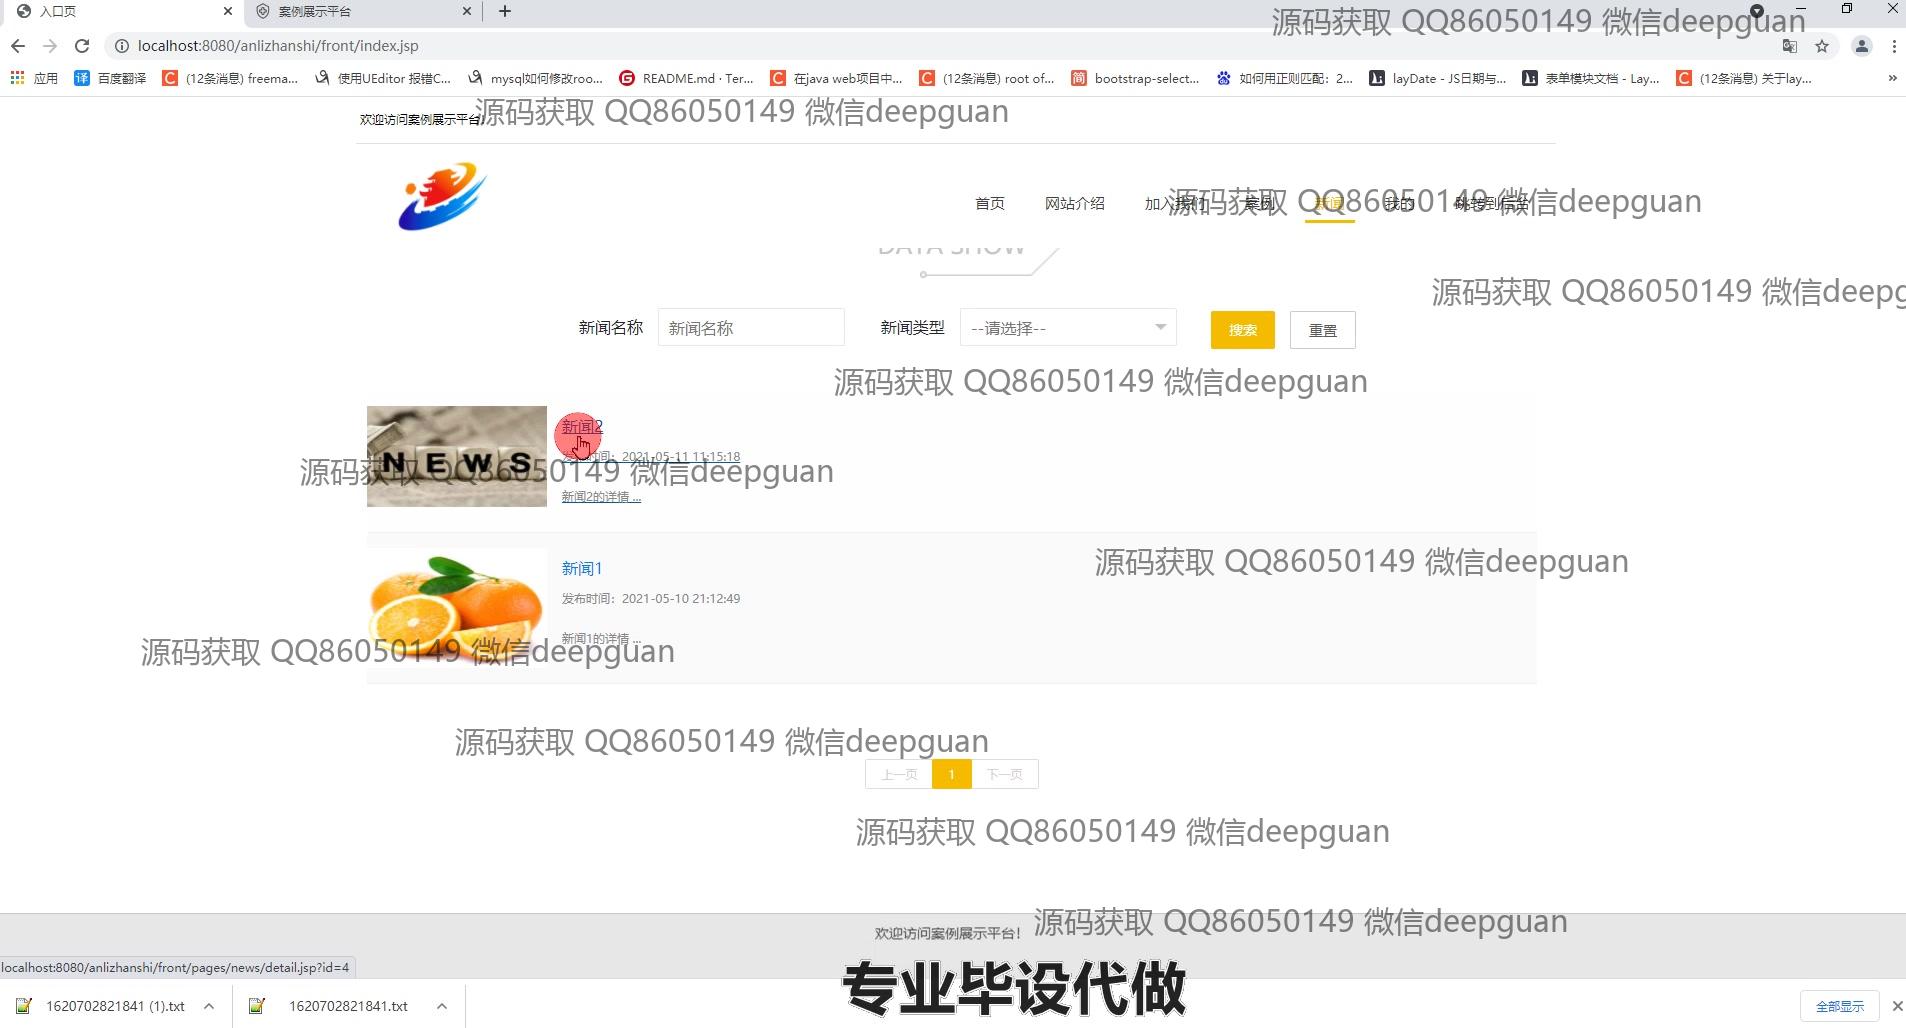 入口页
案例展示平台
源码获取 QQ86050149 微信deepguan
localhost:8080/anlizhanshi/front/index.jsp
应用
百度翻译
(12条消息) freema...
使用UEditor 报错C...
mysql如何修改roo...
README.md · Ter...
在java web项目中...
(12条消息) root of...
bootstrap-select...
如何用正则匹配：2...
layDate - JS日期与...
表单模块文档 - Lay...
(12条消息) 关于lay...
欢迎访问案例展示平台!
源码获取 QQ86050149 微信deepguan
首页 网站介绍 加入我们 案例 新闻 我的 跳转到后台
源码获取 QQ86050149 微信deepguan
DATA SHOW
源码获取 QQ86050149 微信deepg
新闻名称 新闻名称 新闻类型 --请选择-- 搜索 重置
源码获取 QQ86050149 微信deepguan
NEWS
新闻2
发布时间：2021-05-11 11:15:18
源码获取 QQ86050149 微信deepguan
新闻2的详情 ...
新闻1
源码获取 QQ86050149 微信deepguan
发布时间：2021-05-10 21:12:49
新闻1的详情 ...
源码获取 QQ86050149 微信deepguan
源码获取 QQ86050149 微信deepguan
上一页 1 下一页
源码获取 QQ86050149 微信deepguan
源码获取 QQ86050149 微信deepguan
欢迎访问案例展示平台！
localhost:8080/anlizhanshi/front/pages/news/detail.jsp?id=4
专业毕设代做
1620702821841 (1).txt
1620702821841.txt
全部显示